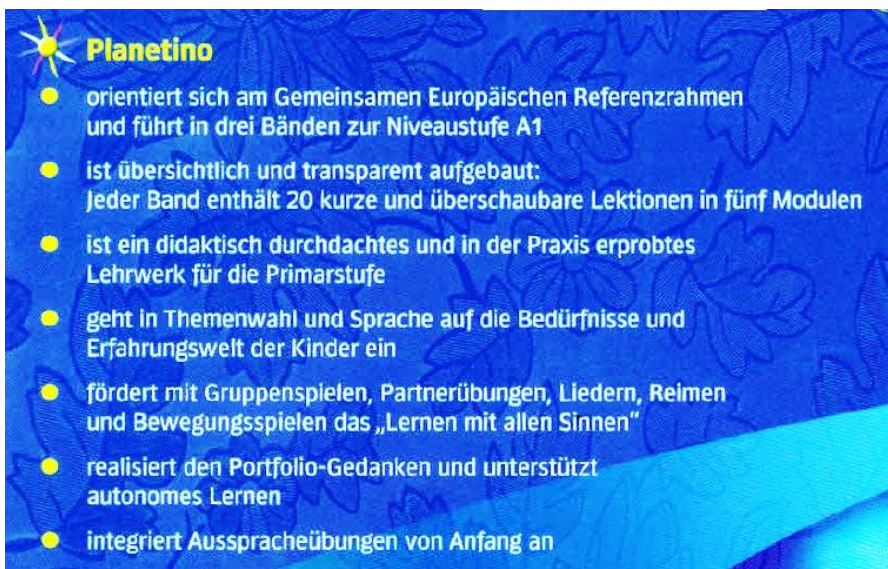 Planetino
orientiert sich am Gemeinsamen Europäischen Referenzrahmen
und führt in drei Bänden zur Niveaustufe A1
ist übersichtlich und transparent aufgebaut:
Jeder Band enthält 20 kurze und überschaubare Lektionen in fünf Modulen
ist ein didaktisch durchdachtes und in der Praxis erprobtes
Lehrwerk für die Primarstufe
geht in Themenwahl und Sprache auf die Bedürfnisse und
Erfahrungswelt der Kinder ein
fördert mit Gruppenspielen, Partnerübungen, Liedern, Reimen
und Bewegungsspielen das „Lernen mit allen Sinnen“
realisiert den Portfolio-Gedanken und unterstützt
autonomes Lernen
integriert Ausspracheübungen von Anfang an